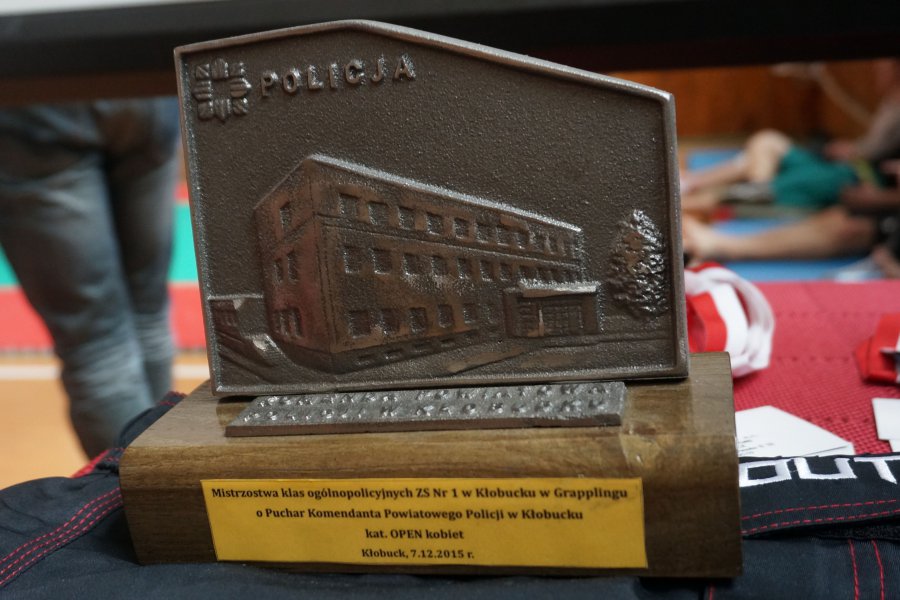 POLICJA
Mistrzostwa klas ogólnopolicyjnych ZS Nr 1 w Kłobucku w Grapplingu
o Puchar Komendanta Powiatowego Policji w Kłobucku
kat. OPEN kobiet
Kłobuck, 7.12.2015 r.
OUT